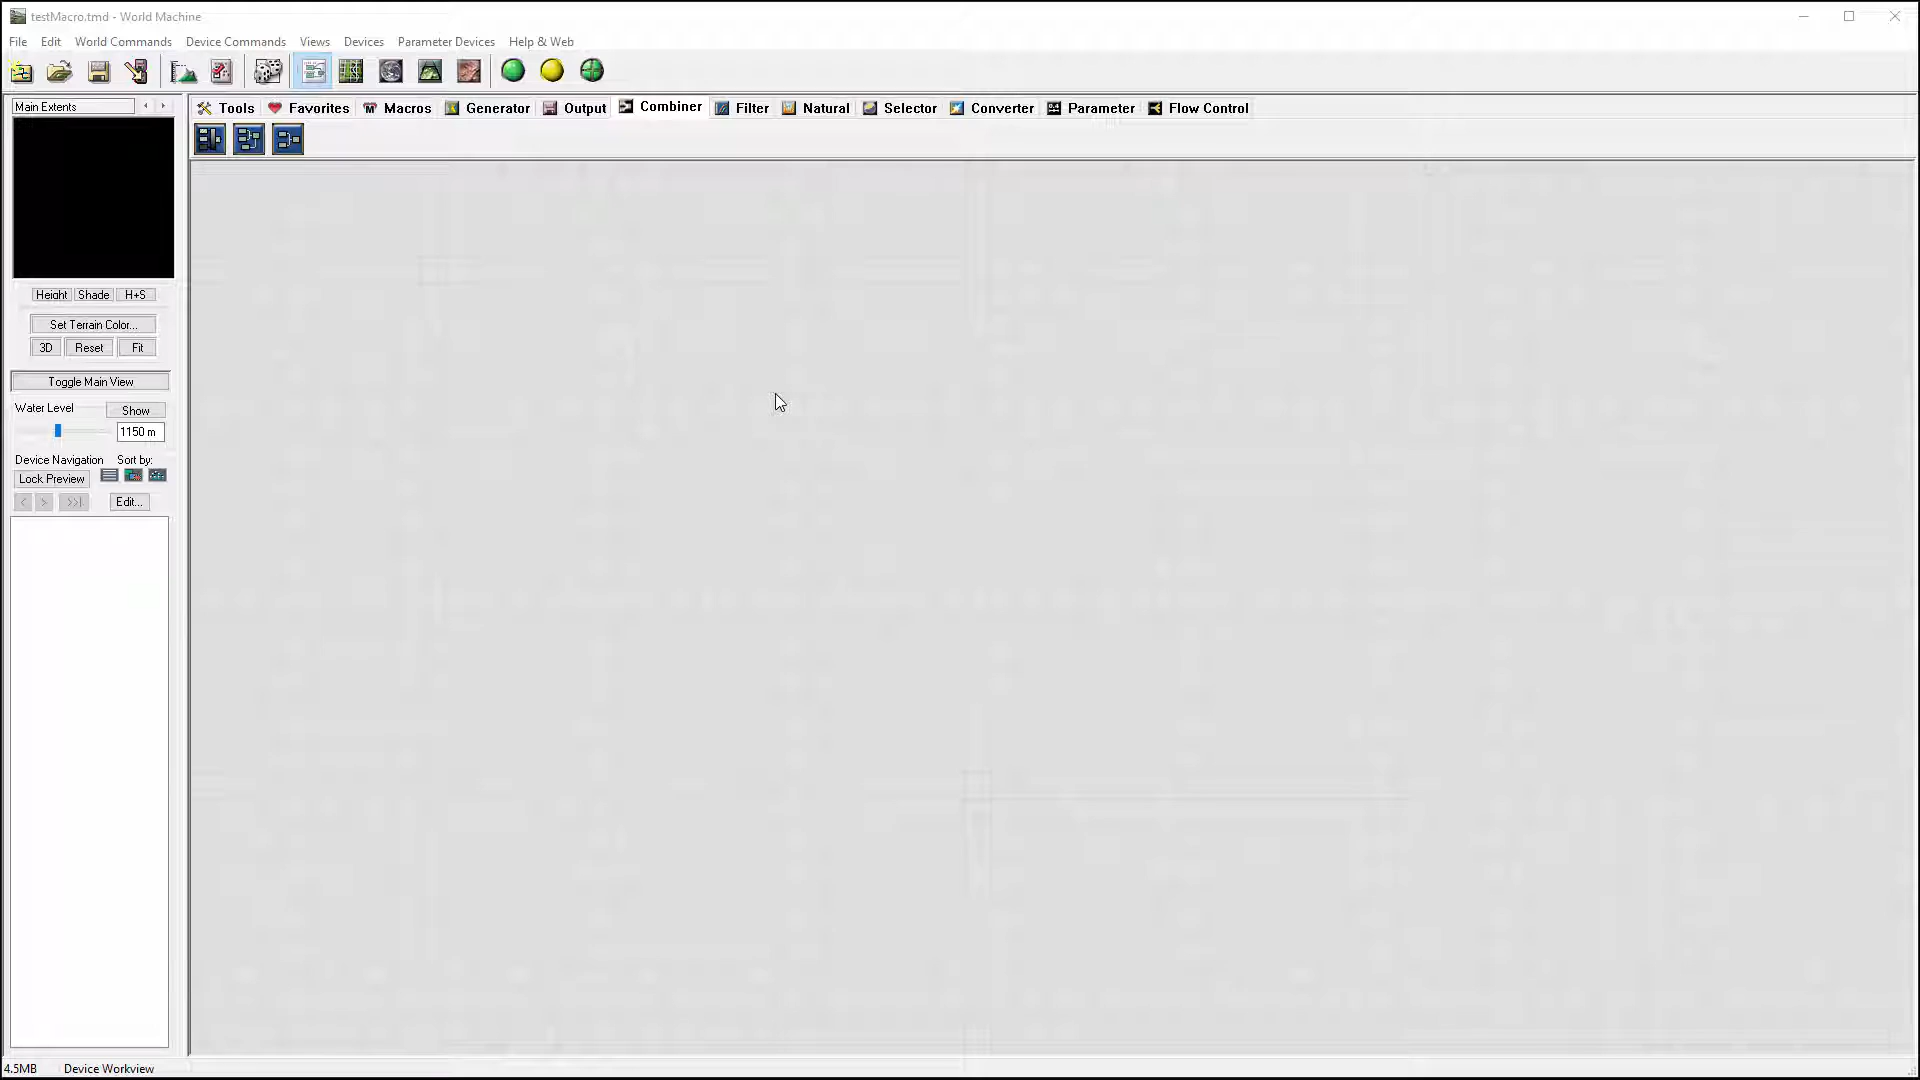 testMacro.tmd - World Machine
File Edit World Commands Device Commands Views Devices Parameter Devices Help & Web
Main Extents
Tools Favorites Macros Generator Output Combiner Filter Natural Selector Converter Parameter Flow Control
Height Shade H+S
Set Terrain Color...
3D Reset Fit
Toggle Main View
Water Level Show
1150 m
Device Navigation Sort by:
Lock Preview
< > >>| Edit...
4.5MB Device Workview